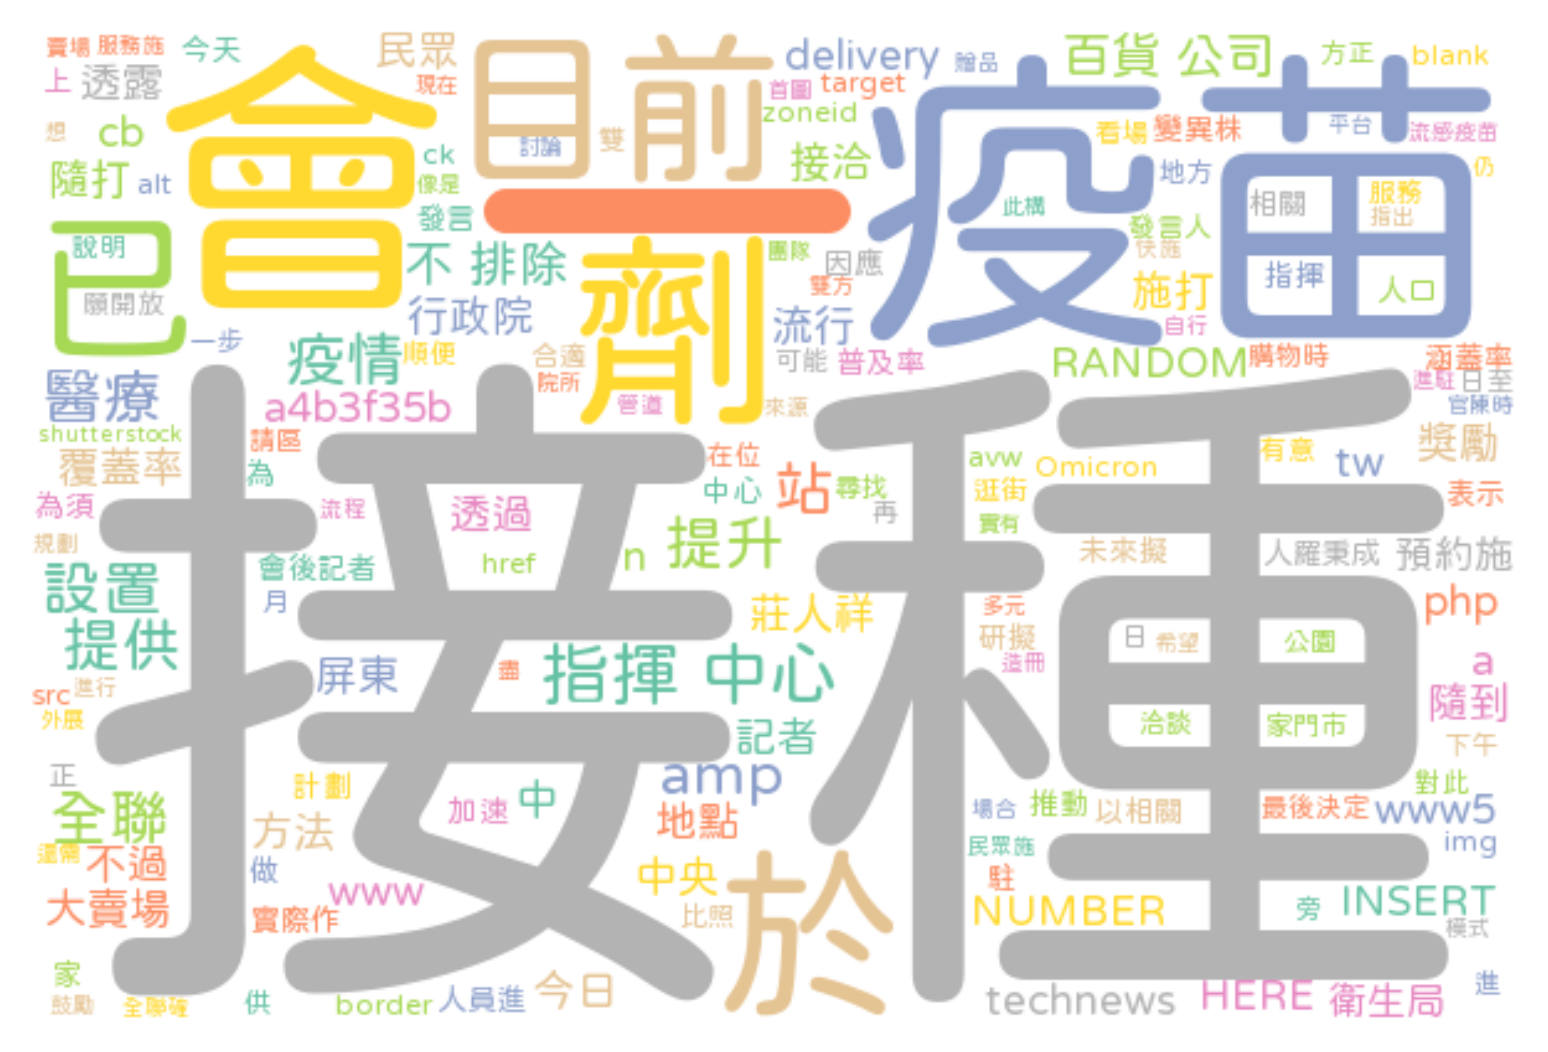 賣場 服務施 今天 民眾 目前 delivery 贈品 百貨 公司 方正 blank
上 透露 會 現在 首圖 target 疫苗
想 cb 討論 雙 zoneid 看場 變異株 平台 流感疫苗
隨打 alt ck 像是 接洽 地方 仍
已 說明 發言 一 此構 相關 服務 指出
發言人 快施
不 排除 劑 團隊 因應 指揮 人口
願開放 行政院 雙方 施打
一步 疫情 順便 合適 流行 自行
可能 普及率 RANDOM 購物時 涵蓋率
醫療 a4b3f35b 院所 管道 來源 進駐 日至
官陳時
shutterstock 請區 接種 在位 avw Omicron 有意 tw 獎勵
覆蓋率 為 中心 站 尋找 逛街 表示
為須 流程 透過 再 實有
規劃 會後記者 href n 提升 未來擬 人羅秉成 預約施
設置 月 莊人祥 多元 php
提供 屏東 盡 指揮 中心 研擬 日 希望 公園 a
造冊
src 進行 隨到
外展 記者 洽談 家門市 下午
正 計劃 amp 對此
全聯 加速 中 地點 場合 推動 以相關 最後決定 www5
還需 不過 方法 民眾施 img
做 中央 於 駐
大賣場 www 實際作 比照 NUMBER 旁 INSERT
模式
家 今日 進
鼓勵 全聯確 供 border 人員進 technews HERE 衛生局